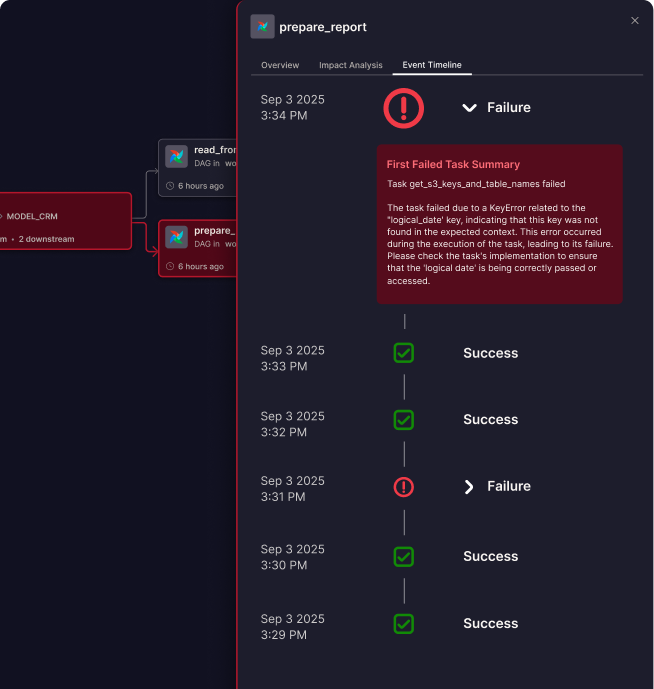 prepare_report
Overview Impact Analysis Event Timeline
Sep 3 2025
3:34 PM
Failure
First Failed Task Summary
Task get_s3_keys_and_table_names failed
The task failed due to a KeyError related to the
"logical_date' key, indicating that this key was not
found in the expected context. This error occurred
during the execution of the task, leading to its failure.
Please check the task's implementation to ensure
that the 'logical date' is being correctly passed or
accessed.
Sep 3 2025
3:33 PM
Success
Sep 3 2025
3:32 PM
Success
Sep 3 2025
3:31 PM
Failure
Sep 3 2025
3:30 PM
Success
Sep 3 2025
3:29 PM
Success
MODEL_CRM
m • 2 downstream
read_fror
DAG in wo
6 hours ago
prepare_
DAG in wo
6 hours ago